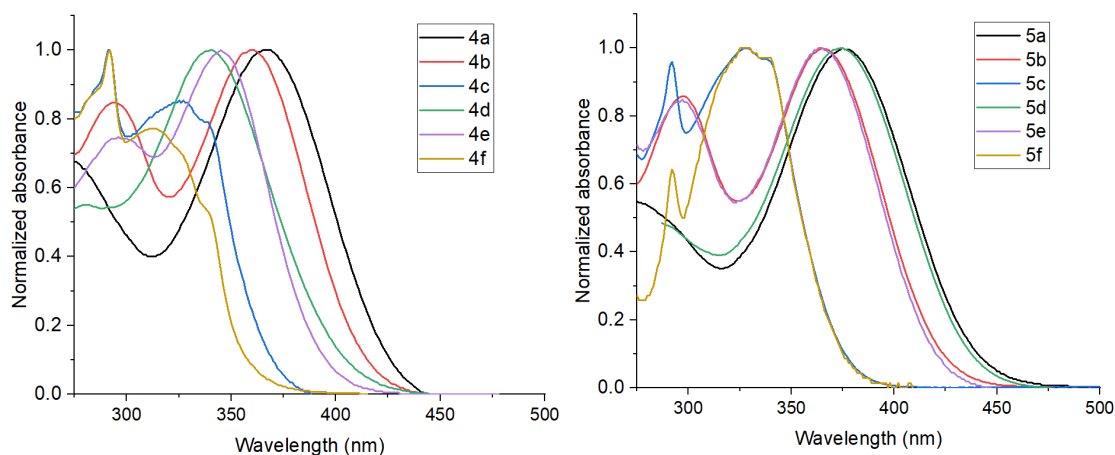 Normalized absorbance
1.0
0.8
0.6
0.4
0.2
0.0
300
350
400
450
500
Wavelength (nm)
4a
4b
4c
4d
4e
4f
Normalized absorbance
1.0
0.8
0.6
0.4
0.2
0.0
300
350
400
450
500
Wavelength (nm)
5a
5b
5c
5d
5e
5f